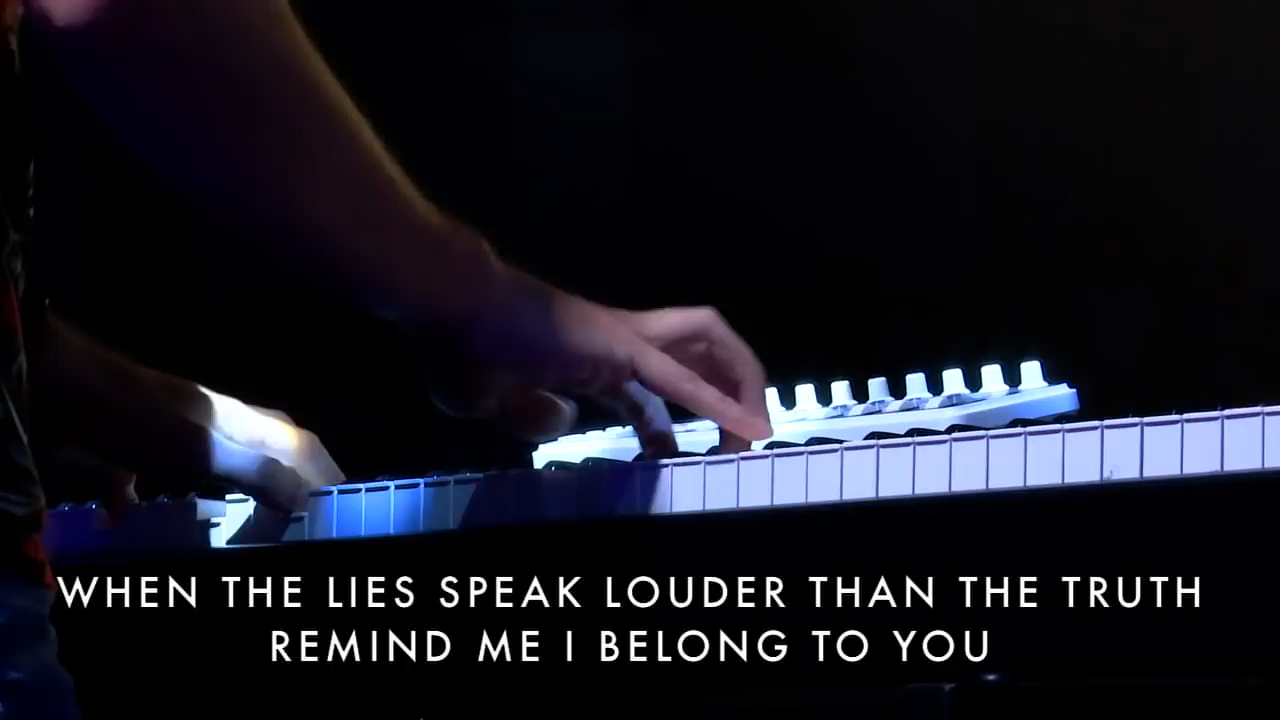 WHEN THE LIES SPEAK LOUDER THAN THE TRUTH
REMIND ME I BELONG TO YOU